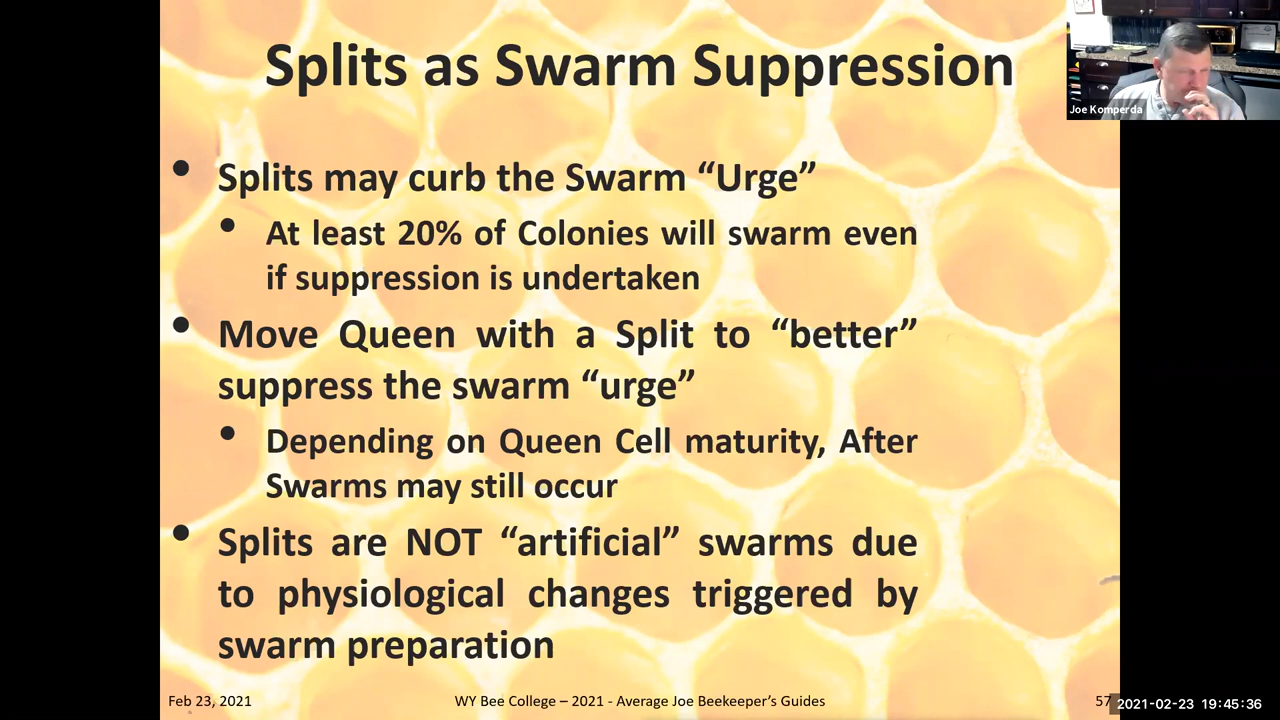 Splits as Swarm Suppression
Joe Komperda
• Splits may curb the Swarm “Urge”
• At least 20% of Colonies will swarm even
if suppression is undertaken
• Move Queen with a Split to “better”
suppress the swarm “urge”
• Depending on Queen Cell maturity, After
Swarms may still occur
• Splits are NOT “artificial” swarms due
to physiological changes triggered by
swarm preparation
Feb 23, 2021
WY Bee College – 2021 - Average Joe Beekeeper’s Guides
57
2021-02-23 19:45:36